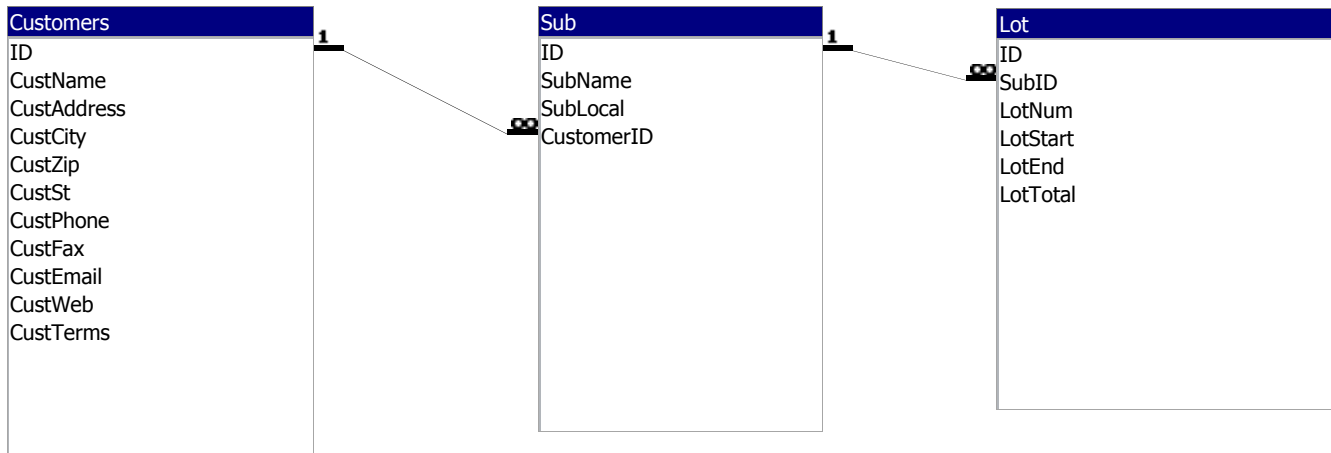 Customers
ID
CustName
CustAddress
CustCity
CustZip
CustSt
CustPhone
CustFax
CustEmail
CustWeb
CustTerms
1
∞
Sub
ID
SubName
SubLocal
CustomerID
1
∞
Lot
ID
SubID
LotNum
LotStart
LotEnd
LotTotal